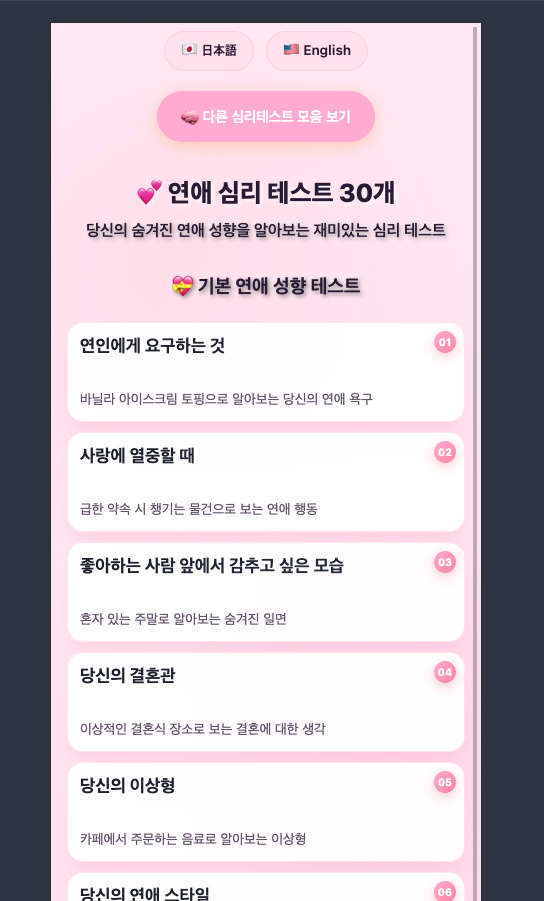 🇯🇵 日本語
🇺🇸 English
🧠 다른 심리테스트 모음 보기
💕 연애 심리 테스트 30개
당신의 숨겨진 연애 성향을 알아보는 재미있는 심리 테스트
💝 기본 연애 성향 테스트
연인에게 요구하는 것
01
바닐라 아이스크림 토핑으로 알아보는 당신의 연애 욕구
사랑에 열중할 때
02
급한 약속 시 챙기는 물건으로 보는 연애 행동
좋아하는 사람 앞에서 감추고 싶은 모습
03
혼자 있는 주말로 알아보는 숨겨진 일면
당신의 결혼관
04
이상적인 결혼식 장소로 보는 결혼에 대한 생각
당신의 이상형
05
카페에서 주문하는 음료로 알아보는 이상형
당신의 연애 스타일
06